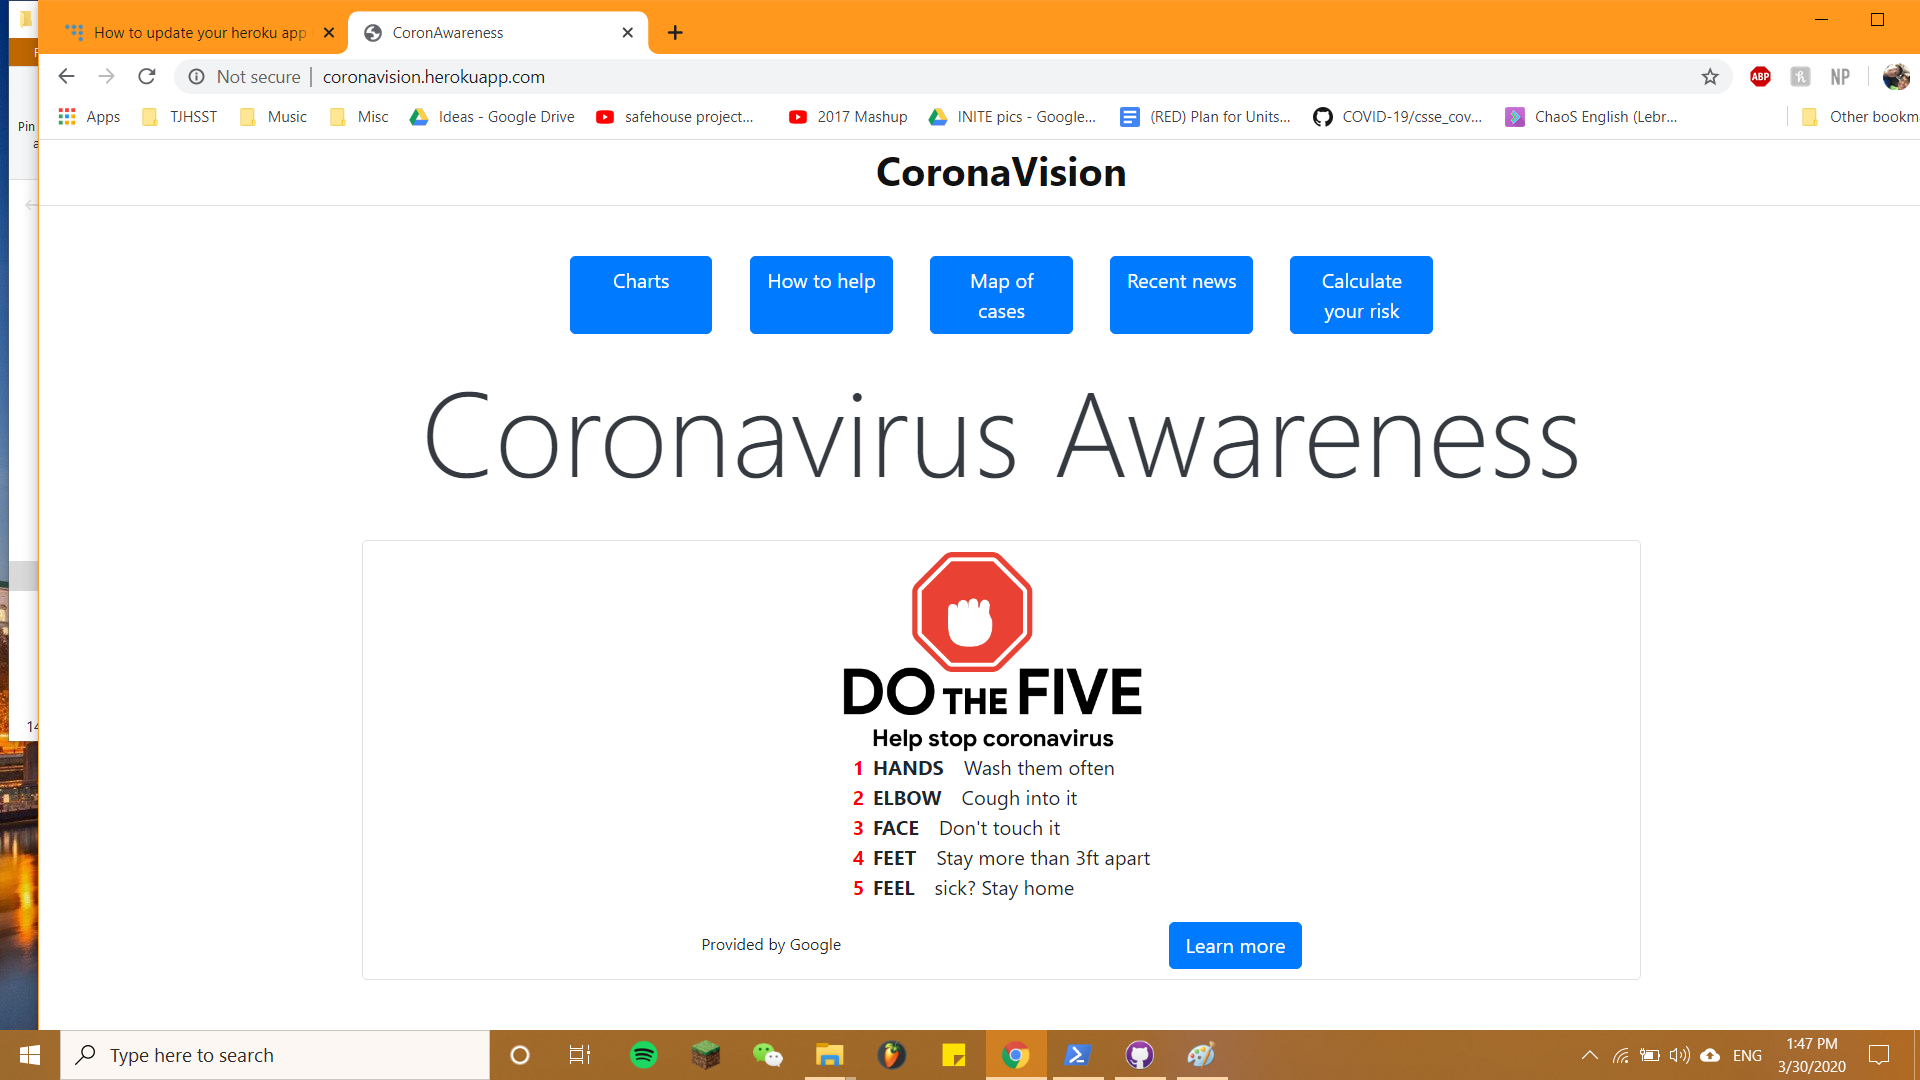 How to update your heroku app
CoronAwareness
Not secure | coronavision.herokuapp.com
ABP
NP
Apps TJHSST Music Misc Ideas - Google Drive safehouse project... 2017 Mashup INITE pics - Google... (RED) Plan for Units... COVID-19/csse_cov... ChaoS English (Lebr... Other bookm
Pin
CoronaVision
Charts
How to help
Map of
cases
Recent news
Calculate
your risk
Coronavirus Awareness
DO THE FIVE
Help stop coronavirus
1 HANDS Wash them often
2 ELBOW Cough into it
3 FACE Don't touch it
4 FEET Stay more than 3ft apart
5 FEEL sick? Stay home
Provided by Google
Learn more
Type here to search
ENG
1:47 PM
3/30/2020